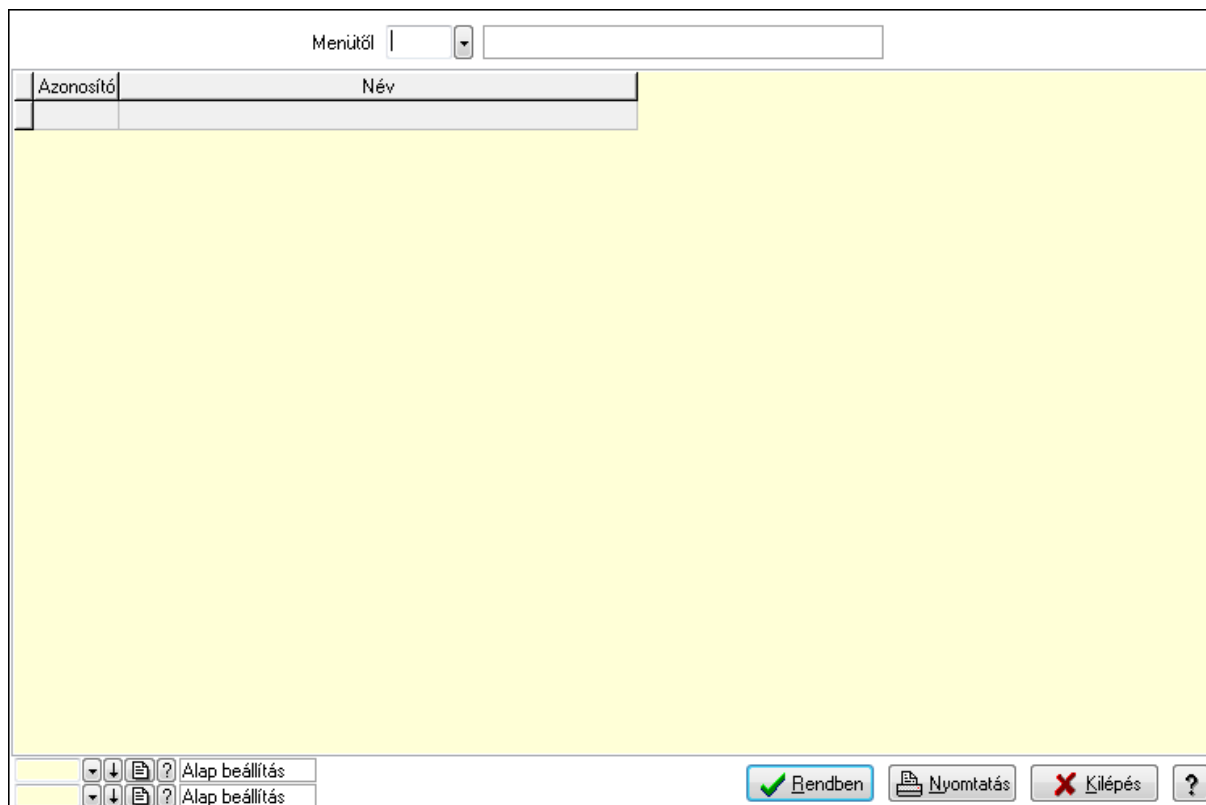 Menütől
Azonosító Név
? Alap beállítás
? Alap beállítás
Rendben Nyomtatás Kilépés ?